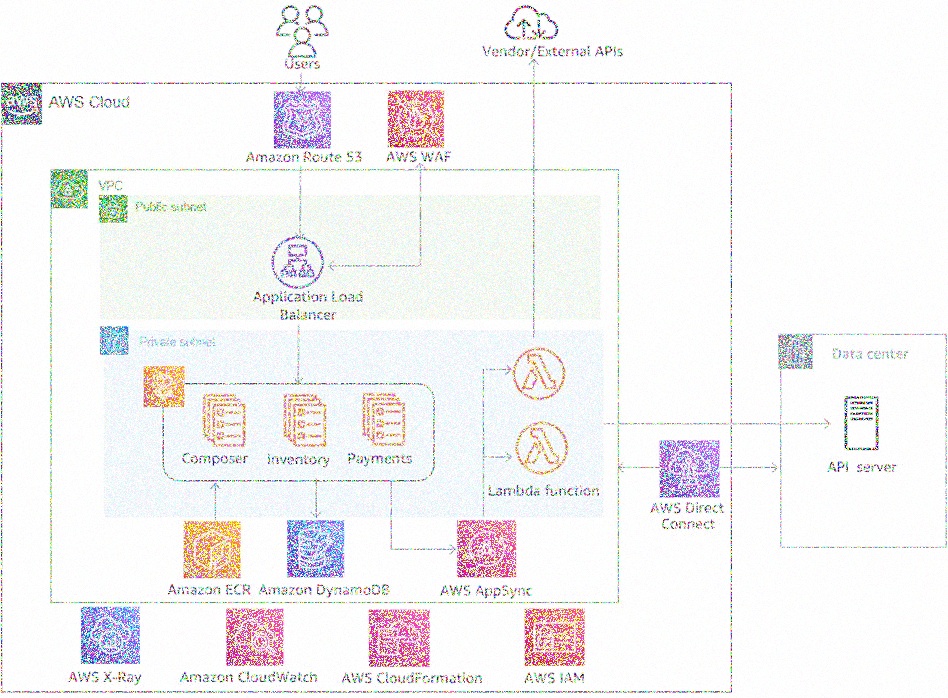 Users
Vendor/External APIs
AWS Cloud
Amazon Route 53
AWS WAF
VPC
Public subnet
Application Load
Balancer
Private subnet
Data center
Composer
Inventory
Payments
API server
Lambda function
AWS Direct
Connect
Amazon ECR
Amazon DynamoDB
AWS AppSync
AWS X-Ray
Amazon CloudWatch
AWS CloudFormation
AWS IAM